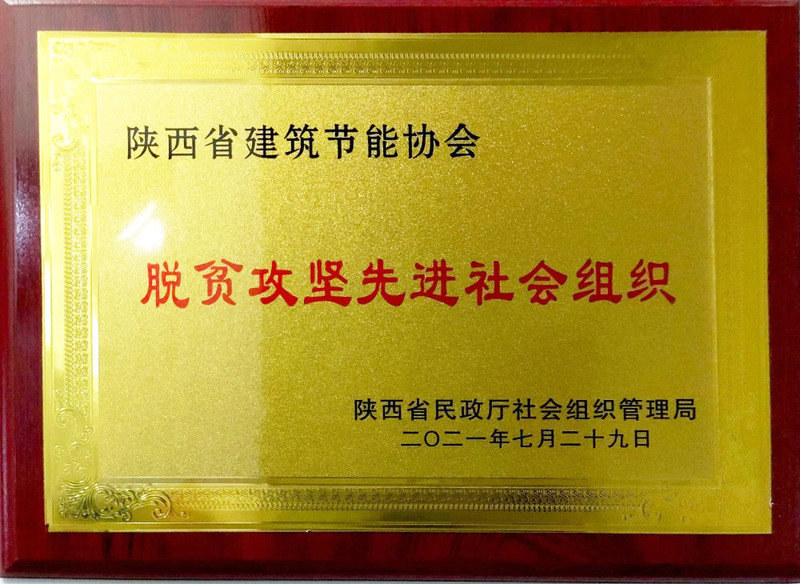 陕西省建筑节能协会
脱贫攻坚先进社会组织
陕西省民政厅社会组织管理局
二〇二一年七月二十九日